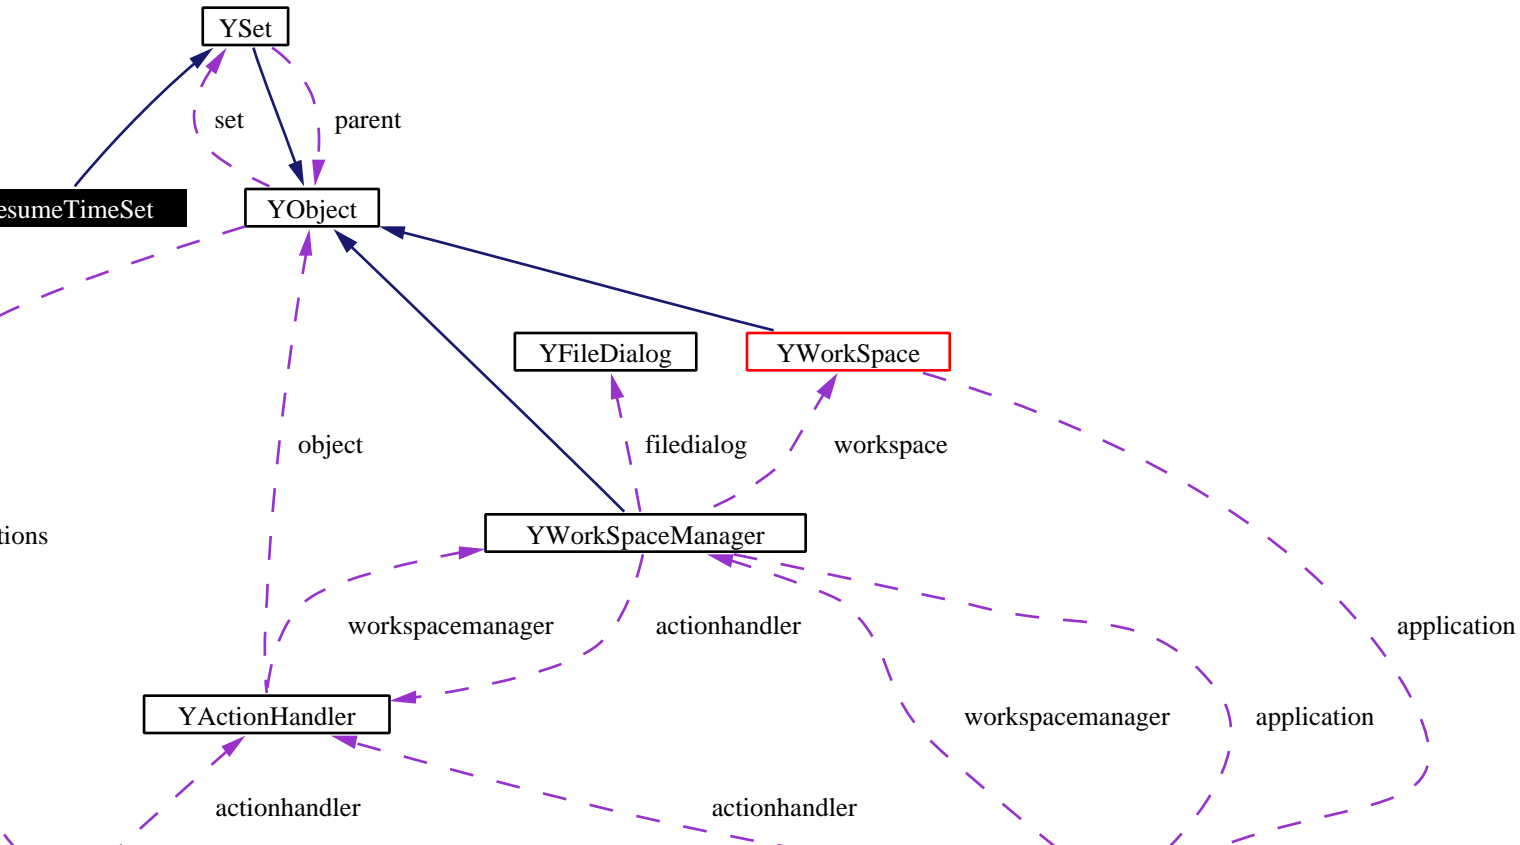 YSet
set
parent
esumeTimeSet
YObject
YFileDialog
YWorkSpace
object
filedialog
workspace
tions
YWorkSpaceManager
workspacemanager
actionhandler
application
YActionHandler
workspacemanager
application
actionhandler
actionhandler